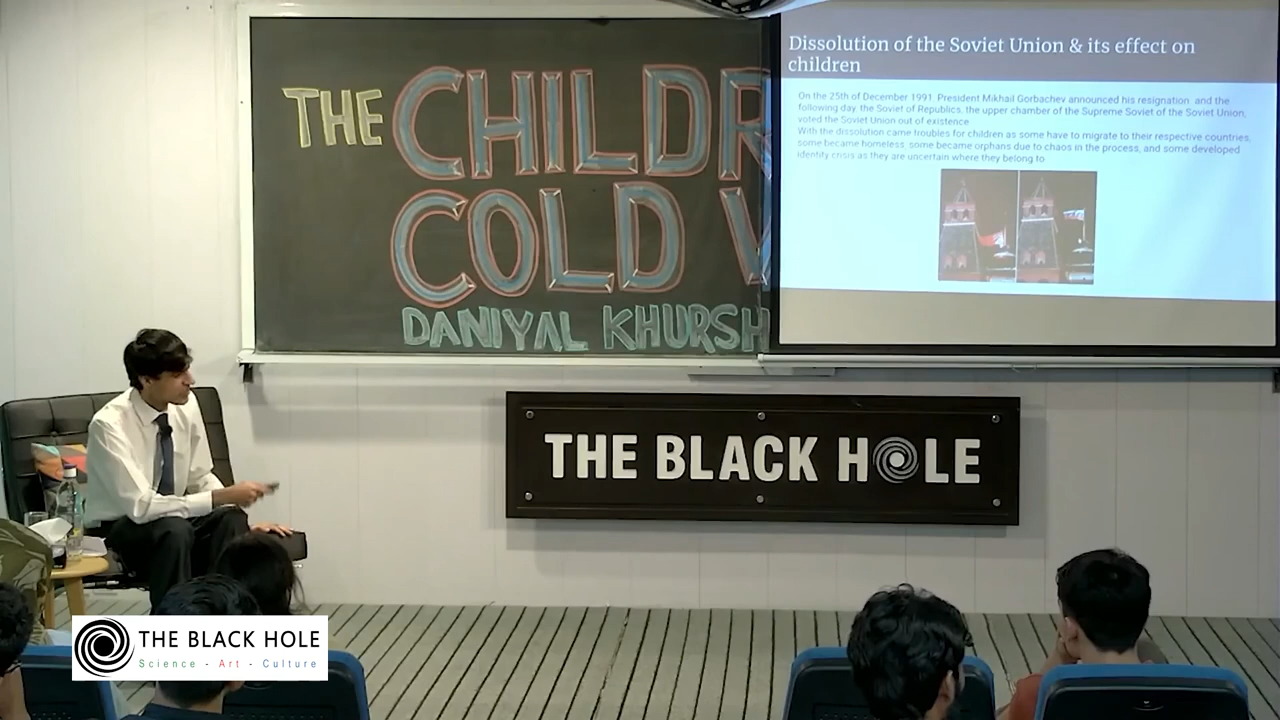 THE CHILDR
COLD W
DANIYAL KHURSH
Dissolution of the Soviet Union & its effect on
children
On the 25th of December 1991, President Mikhail Gorbachev announced his resignation and the
following day, the Soviet of Republics, the upper chamber of the Supreme Soviet of the Soviet Union,
voted the Soviet Union out of existence
With the dissolution came troubles for children as some have to migrate to their respective countries,
some became homeless, some became orphans due to chaos in the process, and some developed
identity crisis as they are uncertain where they belong to
THE BLACK HOLE
THE BLACK HOLE
Science - Art - Culture